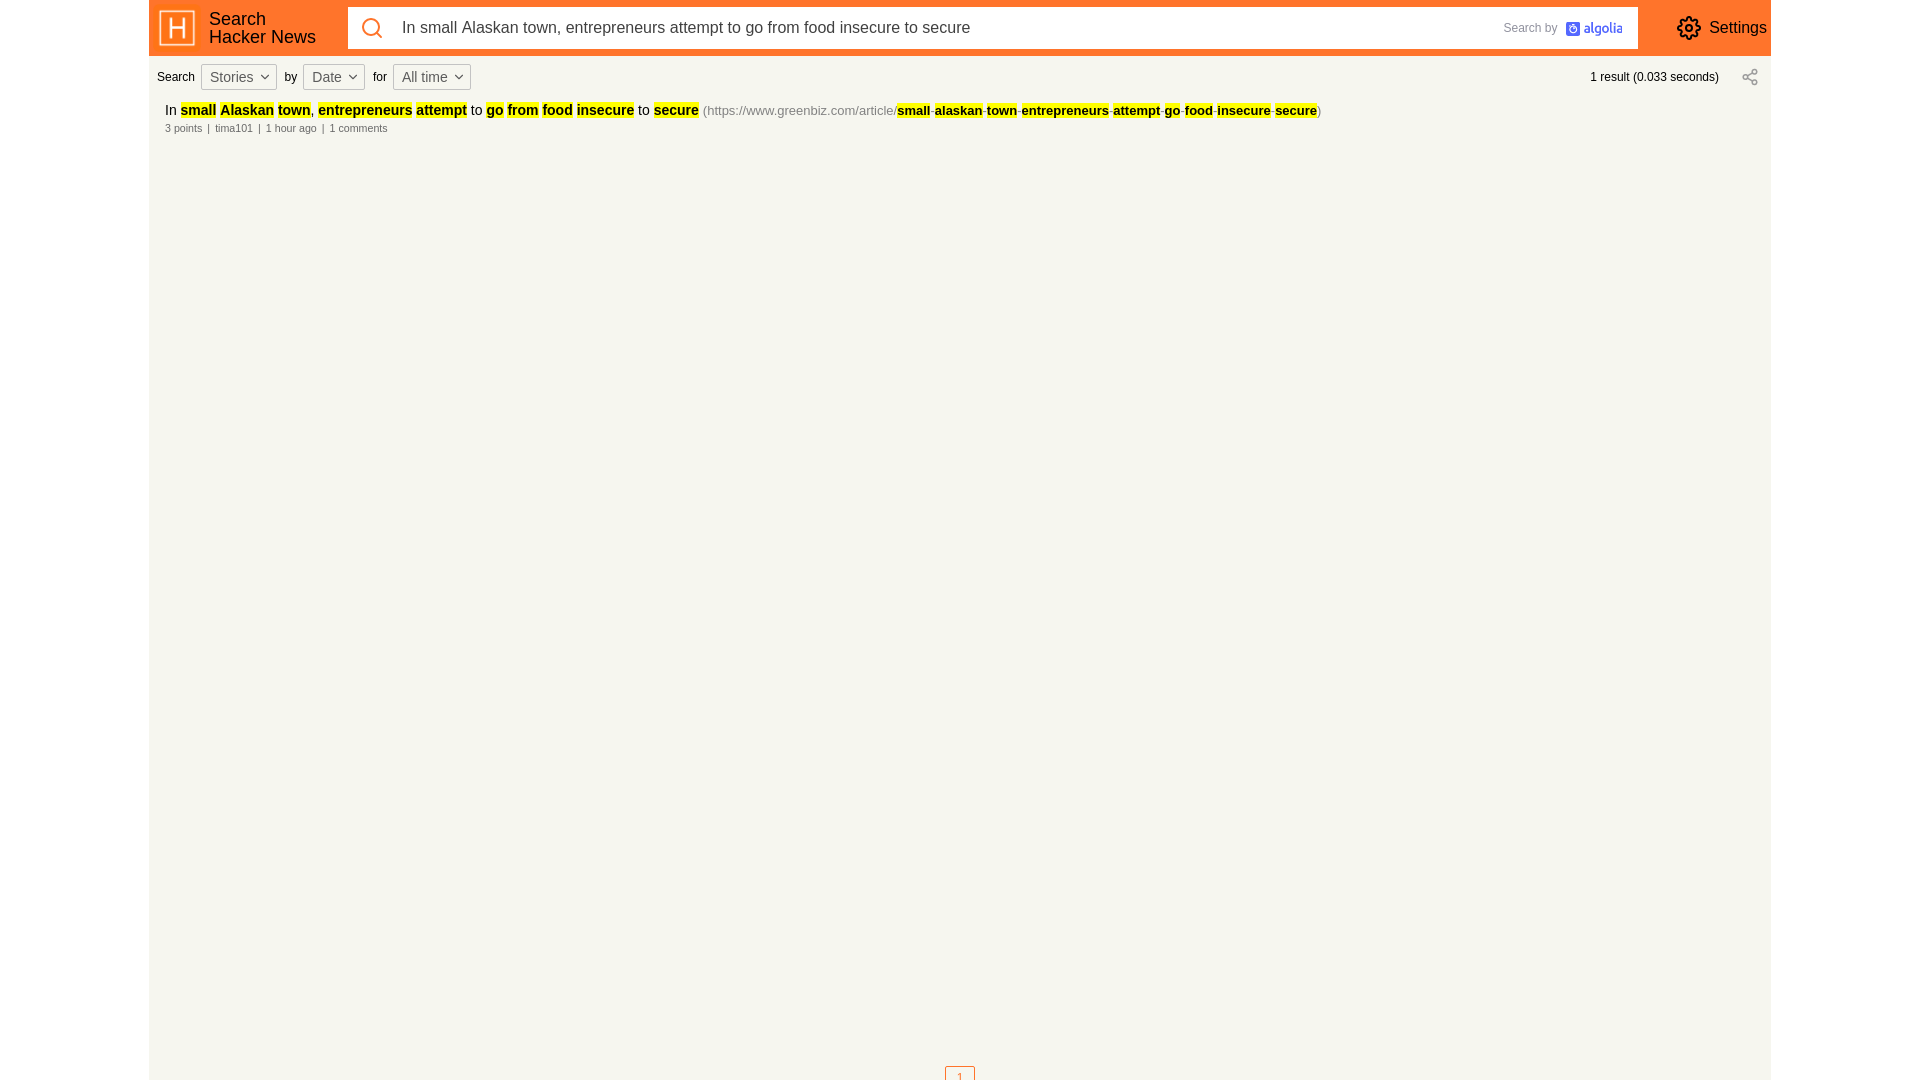 Search
Hacker News
In small Alaskan town, entrepreneurs attempt to go from food insecure to secure
Search by algolia
Settings
Search Stories by Date for All time
1 result (0.033 seconds)
In small Alaskan town, entrepreneurs attempt to go from food insecure to secure (https://www.greenbiz.com/article/small-alaskan-town-entrepreneurs-attempt-go-food-insecure-secure)
3 points | tima101 | 1 hour ago | 1 comments
1